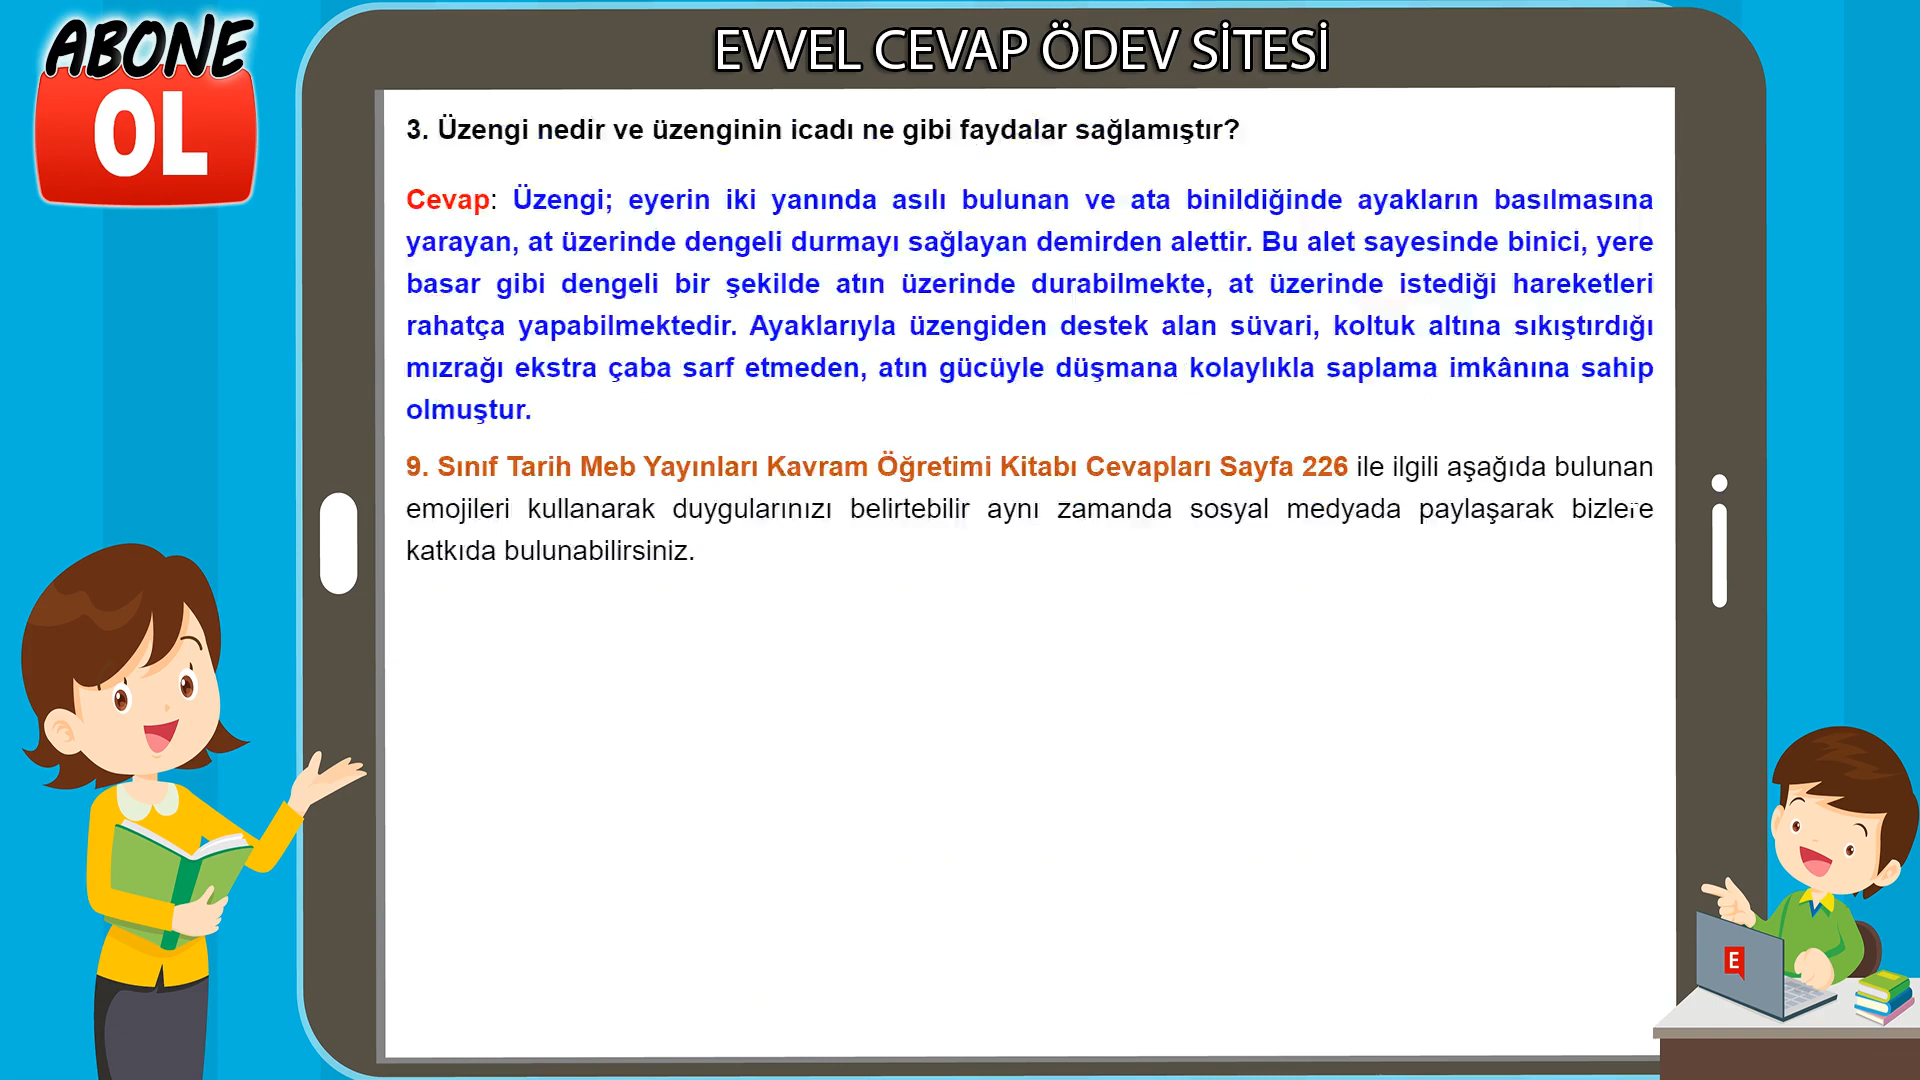 ABONE
OL
EVVEL CEVAP ÖDEV SİTESİ
3. Üzengi nedir ve üzenginin icadı ne gibi faydalar sağlamıştır?
Cevap: Üzengi; eyerin iki yanında asılı bulunan ve ata binildiğinde ayakların basılmasına
yarayan, at üzerinde dengeli durmayı sağlayan demirden alettir. Bu alet sayesinde binici, yere
basar gibi dengeli bir şekilde atın üzerinde durabilmekte, at üzerinde istediği hareketleri
rahatça yapabilmektedir. Ayaklarıyla üzengiden destek alan süvari, koltuk altına sıkıştırdığı
mızrağı ekstra çaba sarf etmeden, atın gücüyle düşmana kolaylıkla saplama imkânına sahip
olmuştur.
9. Sınıf Tarih Meb Yayınları Kavram Öğretimi Kitabı Cevapları Sayfa 226 ile ilgili aşağıda bulunan
emojileri kullanarak duygularınızı belirtebilir aynı zamanda sosyal medyada paylaşarak bizlere
katkıda bulunabilirsiniz.
E